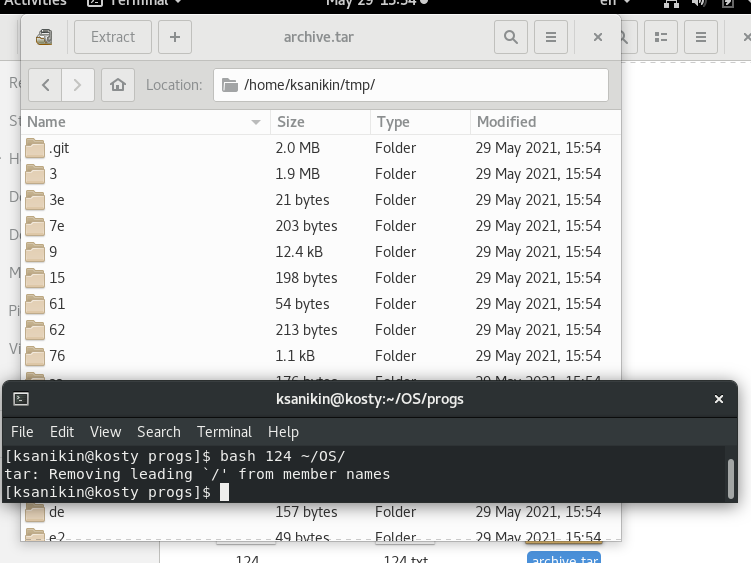 Activities Terminal May 29 15:54 en
Extract + archive.tar
Location: /home/ksanikin/tmp/
Name Size Type Modified
.git 2.0 MB Folder 29 May 2021, 15:54
3 1.9 MB Folder 29 May 2021, 15:54
3e 21 bytes Folder 29 May 2021, 15:54
7e 203 bytes Folder 29 May 2021, 15:54
9 12.4 kB Folder 29 May 2021, 15:54
15 198 bytes Folder 29 May 2021, 15:54
61 54 bytes Folder 29 May 2021, 15:54
62 213 bytes Folder 29 May 2021, 15:54
76 1.1 kB Folder 29 May 2021, 15:54
176 bytes Folder 29 May 2021, 15:54
ksanikin@kosty:~/OS/progs
File Edit View Search Terminal Help
[ksanikin@kosty progs]$ bash 124 ~/OS/
tar: Removing leading `/' from member names
[ksanikin@kosty progs]$
de 157 bytes Folder 29 May 2021, 15:54
e2 49 bytes Folder 29 May 2021, 15:54
124 124.txt archive.tar